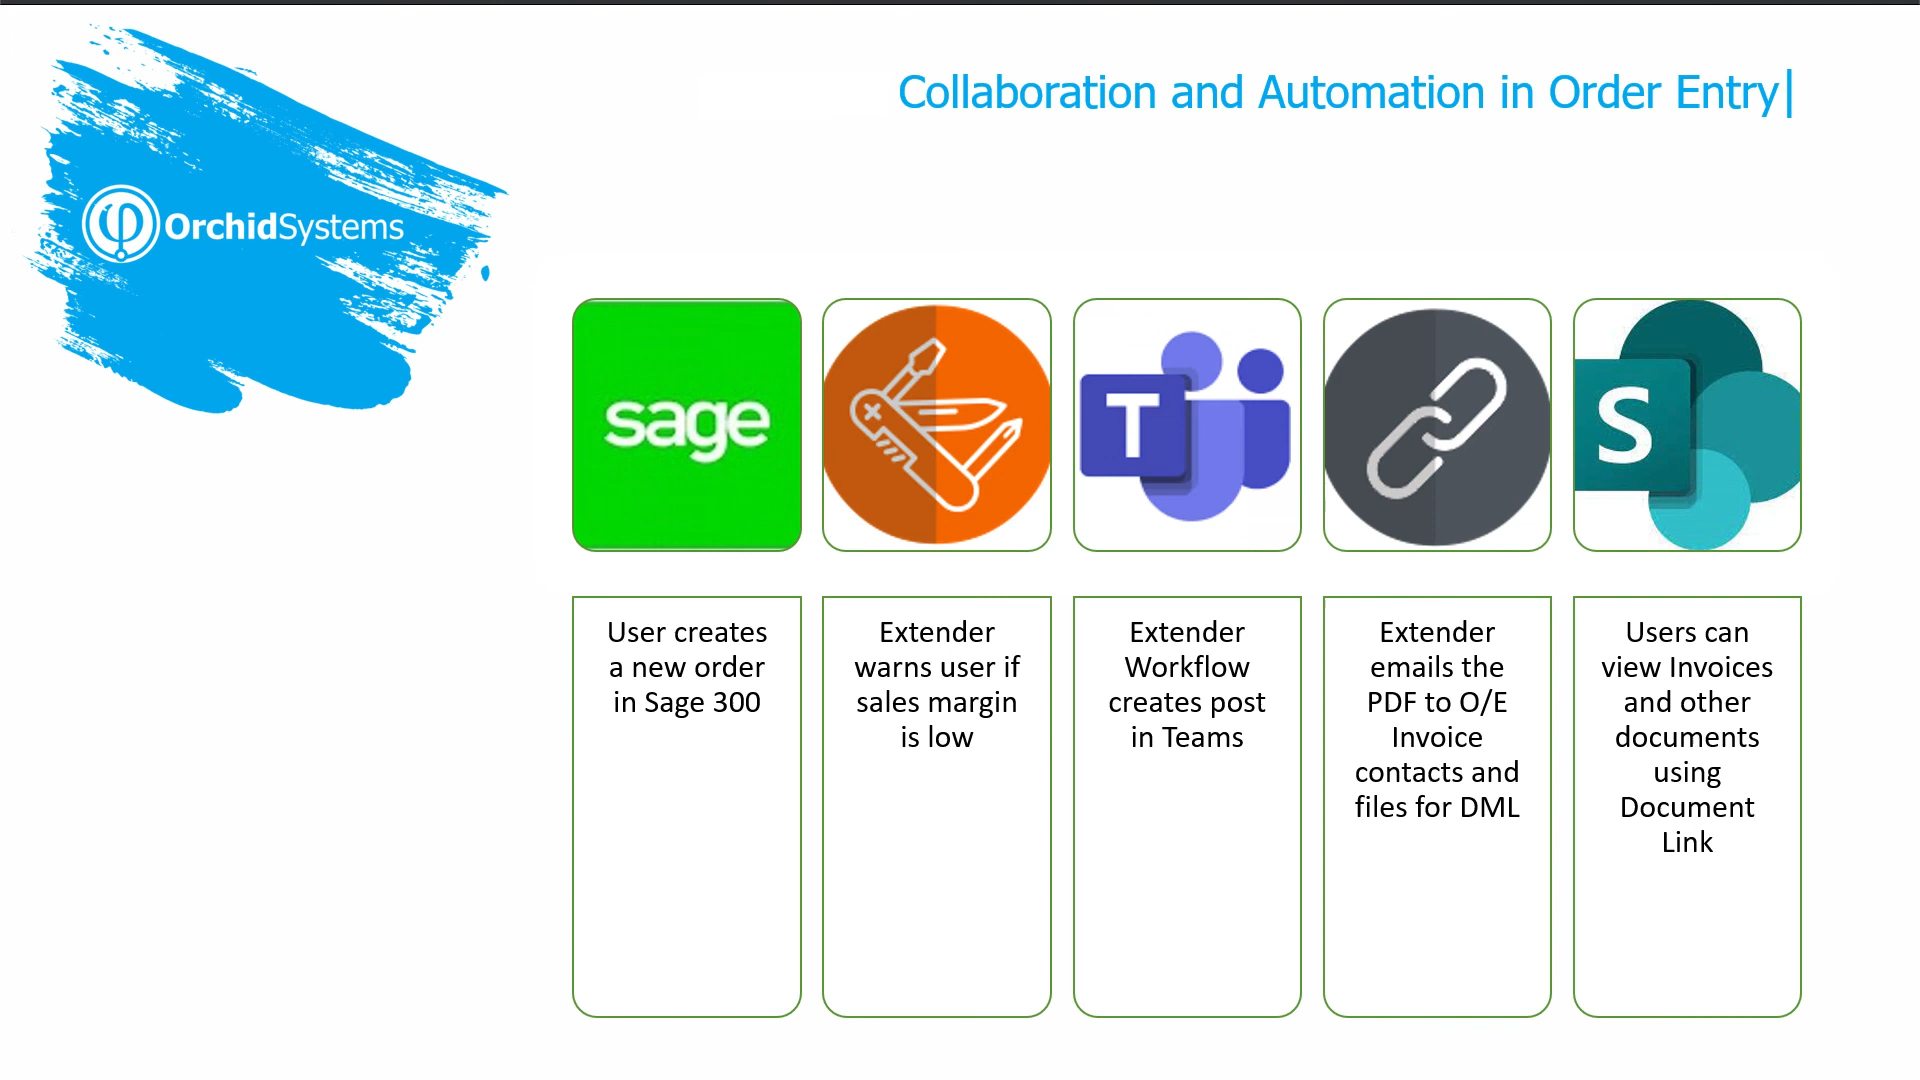 Collaboration and Automation in Order Entry
OrchidSystems
sage
T
S
User creates
a new order
in Sage 300
Extender
warns user if
sales margin
is low
Extender
Workflow
creates post
in Teams
Extender
emails the
PDF to O/E
Invoice
contacts and
files for DML
Users can
view Invoices
and other
documents
using
Document
Link